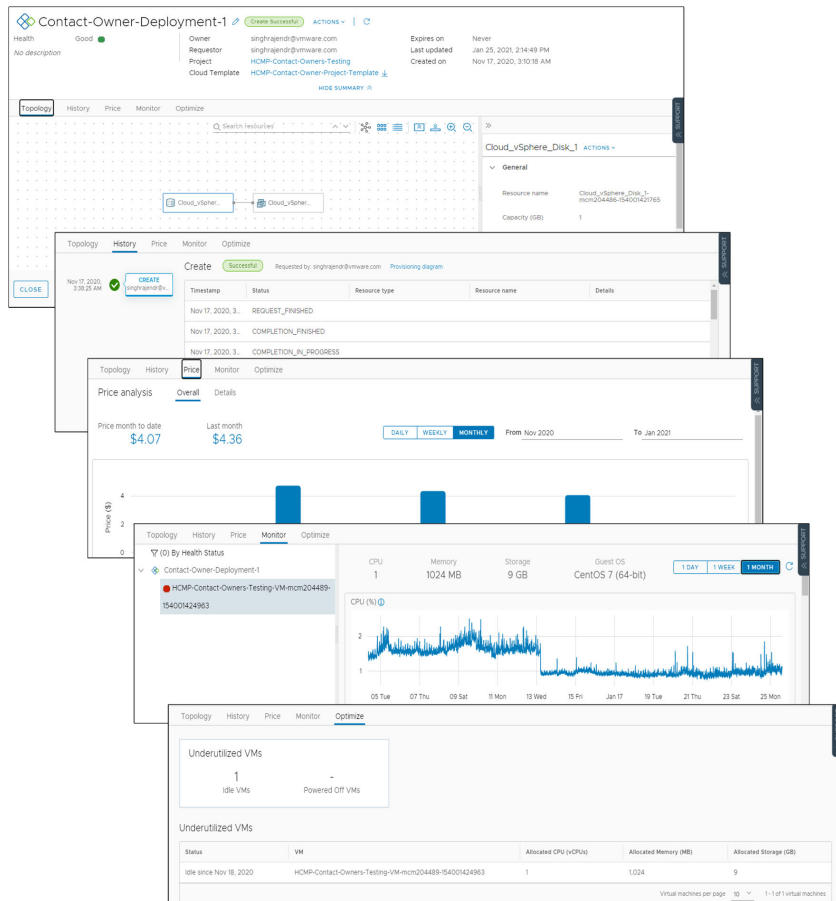 Contact-Owner-Deployment-1 Create Successful ACTIONS
Health Good
No description
Owner singhrajendr@vmware.com
Requestor singhrajendr@vmware.com
Project HCMP-Contact-Owners-Testing
Cloud Template HCMP-Contact-Owner-Project-Template
Expires on Never
Last updated Jan 25, 2021, 2:14:49 PM
Created on Nov 17, 2020, 3:10:18 AM
HIDE SUMMARY
Topology History Price Monitor Optimize
SUPPORT
Search resources
Cloud_vSpher... Cloud_vSpher...
Cloud_vSphere_Disk_1 ACTIONS
General
Resource name Cloud_vSphere_Disk_1-
mcm204486-154001421765
Capacity (GB) 1
CLOSE
Topology History Price Monitor Optimize
SUPPORT
Nov 17, 2020,
3:38:25 AM
CREATE
singhrajendr@v...
Create Successful Requested by: singhrajendr@vmware.com Provisioning diagram
Timestamp Status Resource type Resource name Details
Nov 17, 2020, 3... REQUEST_FINISHED
Nov 17, 2020, 3... COMPLETION_FINISHED
Nov 17, 2020, 3... COMPLETION_IN_PROGRESS
Topology History Price Monitor Optimize
SUPPORT
Price analysis Overall Details
Price month to date Last month
$4.07 $4.36
DAILY WEEKLY MONTHLY From Nov 2020 To Jan 2021
Price ($)
4
2
0
Topology History Price Monitor Optimize
SUPPORT
(0) By Health Status
Contact-Owner-Deployment-1
HCMP-Contact-Owners-Testing-VM-mcm204489-
154001424963
CPU Memory Storage Guest OS
1 1024 MB 9 GB CentOS 7 (64-bit)
1 DAY 1 WEEK 1 MONTH
CPU (%)
2
1
05 Tue 07 Thu 09 Sat 11 Mon 13 Wed 15 Fri Jan 17 19 Tue 21 Thu 23 Sat 25 Mon
Topology History Price Monitor Optimize
Underutilized VMs
1 -
Idle VMs Powered Off VMs
Underutilized VMs
Status VM Allocated CPU (vCPUs) Allocated Memory (MB) Allocated Storage (GB)
Idle since Nov 18, 2020 HCMP-Contact-Owners-Testing-VM-mcm204489-154001424963 1 1,024 9
Virtual machines per page 10 1 - 1 of 1 virtual machines